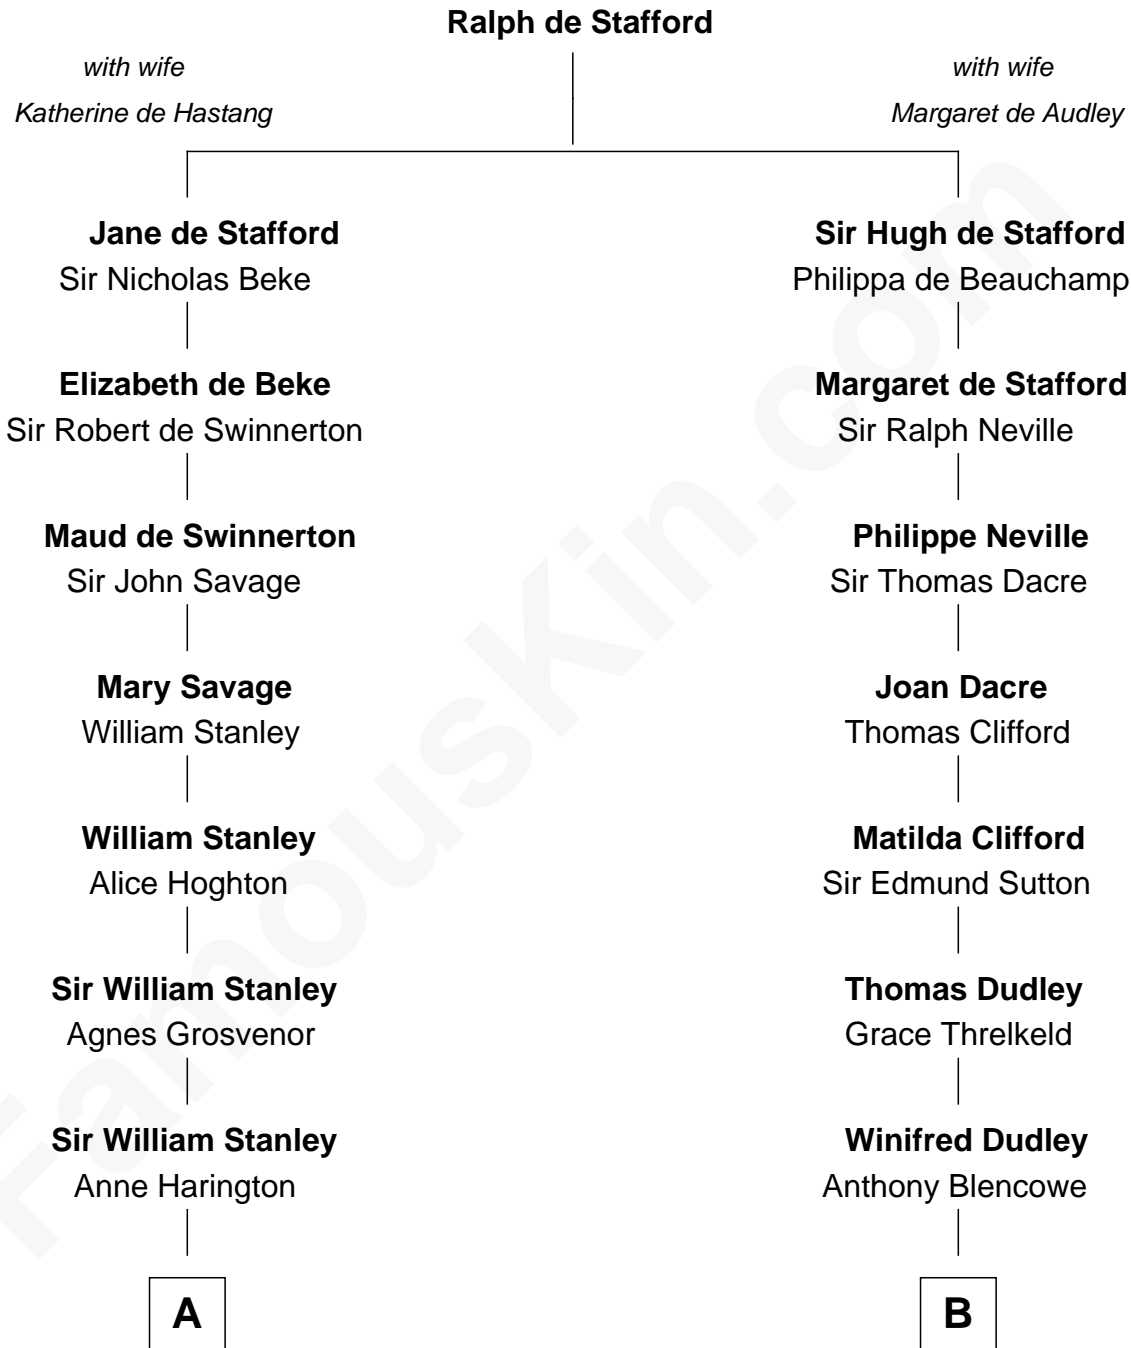 Ralph de Stafford
with wife
Katherine de Hastang
with wife
Margaret de Audley
Jane de Stafford
Sir Nicholas Beke
Sir Hugh de Stafford
Philippa de Beauchamp
Elizabeth de Beke
Sir Robert de Swinnerton
Margaret de Stafford
Sir Ralph Neville
Maud de Swinnerton
Sir John Savage
Philippe Neville
Sir Thomas Dacre
Mary Savage
William Stanley
Joan Dacre
Thomas Clifford
William Stanley
Alice Hoghton
Matilda Clifford
Sir Edmund Sutton
Sir William Stanley
Agnes Grosvenor
Thomas Dudley
Grace Threlkeld
Sir William Stanley
Anne Harington
Winifred Dudley
Anthony Blencowe
A
B
FamousKin.com